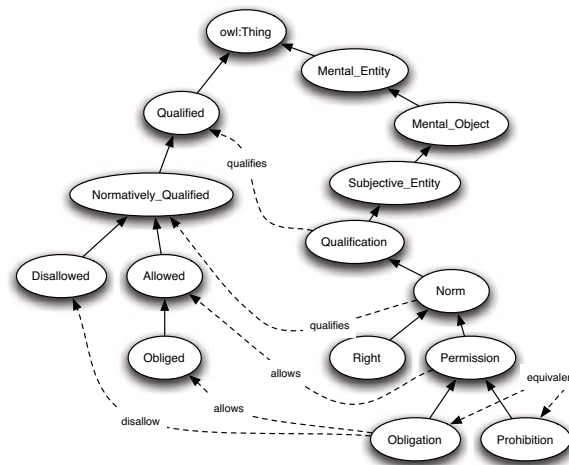 owl:Thing
Mental_Entity
Qualified
Mental_Object
qualifies
Subjective_Entity
Normatively_Qualified
Qualification
Disallowed
Allowed
Norm
qualifies
Obliged
Right
Permission
allows
equivalen
allows
disallow
Obligation
Prohibition